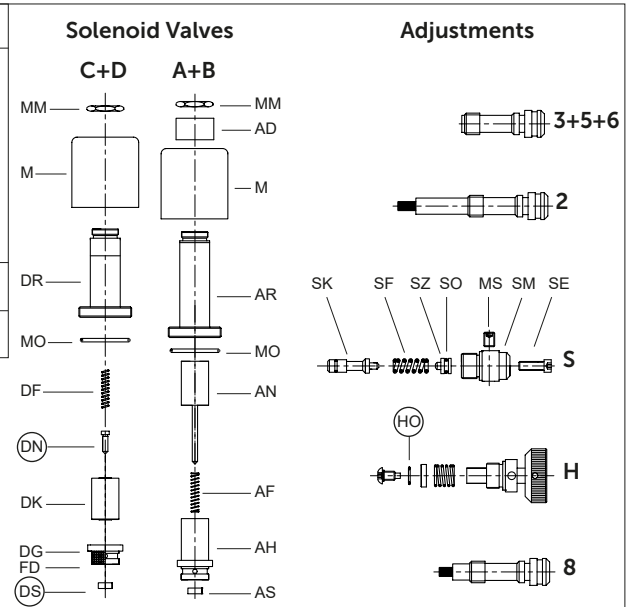 Solenoid Valves
C+D
A+B
MM
M
DR
MO
DF
DN
DK
DG
FD
DS
MM
AD
M
AR
MO
AN
AF
AH
AS
Adjustments
3+5+6
2
SK SF SZ SO MS SM SE
S
HO
H
8